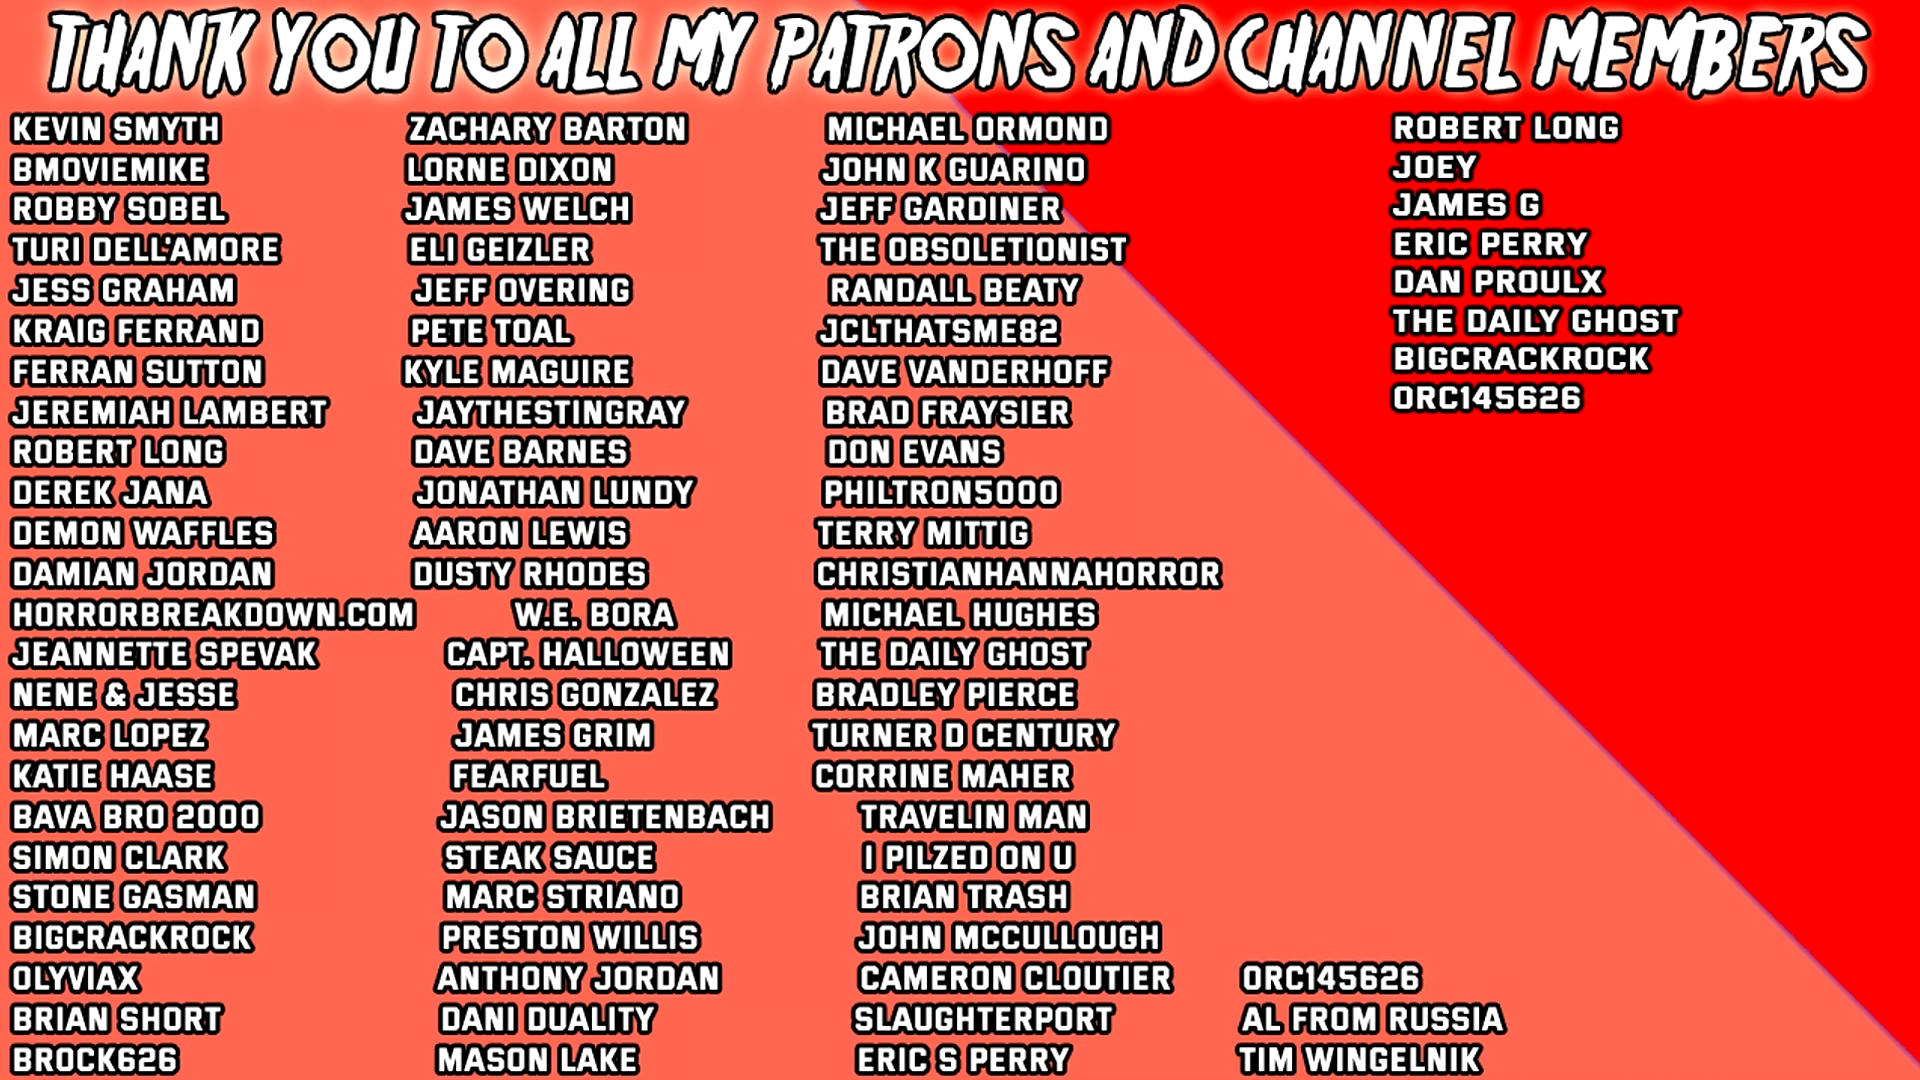 THANK YOU TO ALL MY PATRONS AND CHANNEL MEMBERS
KEVIN SMYTH
BMOVIEMIKE
ROBBY SOBEL
TURI DELL'AMORE
JESS GRAHAM
KRAIG FERRAND
FERRAN SUTTON
JEREMIAH LAMBERT
ROBERT LONG
DEREK JANA
DEMON WAFFLES
DAMIAN JORDAN
HORRORBREAKDOWN.COM
JEANNETTE SPEVAK
NENE & JESSE
MARC LOPEZ
KATIE HAASE
BAVA BRO 2000
SIMON CLARK
STONE GASMAN
BIGCRACKROCK
OLYVIAX
BRIAN SHORT
BROCK626
ZACHARY BARTON
LORNE DIXON
JAMES WELCH
ELI GEIZLER
JEFF OVERING
PETE TOAL
KYLE MAGUIRE
JAYTHESTINGRAY
DAVE BARNES
JONATHAN LUNDY
AARON LEWIS
DUSTY RHODES
W.E. BORA
CAPT. HALLOWEEN
CHRIS GONZALEZ
JAMES GRIM
FEARFUEL
JASON BRIETENBACH
STEAK SAUCE
MARC STRIANO
PRESTON WILLIS
ANTHONY JORDAN
DANI DUALITY
MASON LAKE
MICHAEL ORMOND
JOHN K GUARINO
JEFF GARDINER
THE OBSOLETIONIST
RANDALL BEATY
JCLTHATSME82
DAVE VANDERHOFF
BRAD FRAYSIER
DON EVANS
PHILTRON5000
TERRY MITTIG
CHRISTIANHANNAHORROR
MICHAEL HUGHES
THE DAILY GHOST
BRADLEY PIERCE
TURNER D CENTURY
CORRINE MAHER
TRAVELIN MAN
I PILZED ON U
BRIAN TRASH
JOHN MCCULLOUGH
CAMERON CLOUTIER
SLAUGHTERPORT
ERIC S PERRY
ORC145626
AL FROM RUSSIA
TIM WINGELNIK
ROBERT LONG
JOEY
JAMES G
ERIC PERRY
DAN PROULX
THE DAILY GHOST
BIGCRACKROCK
ORC145626